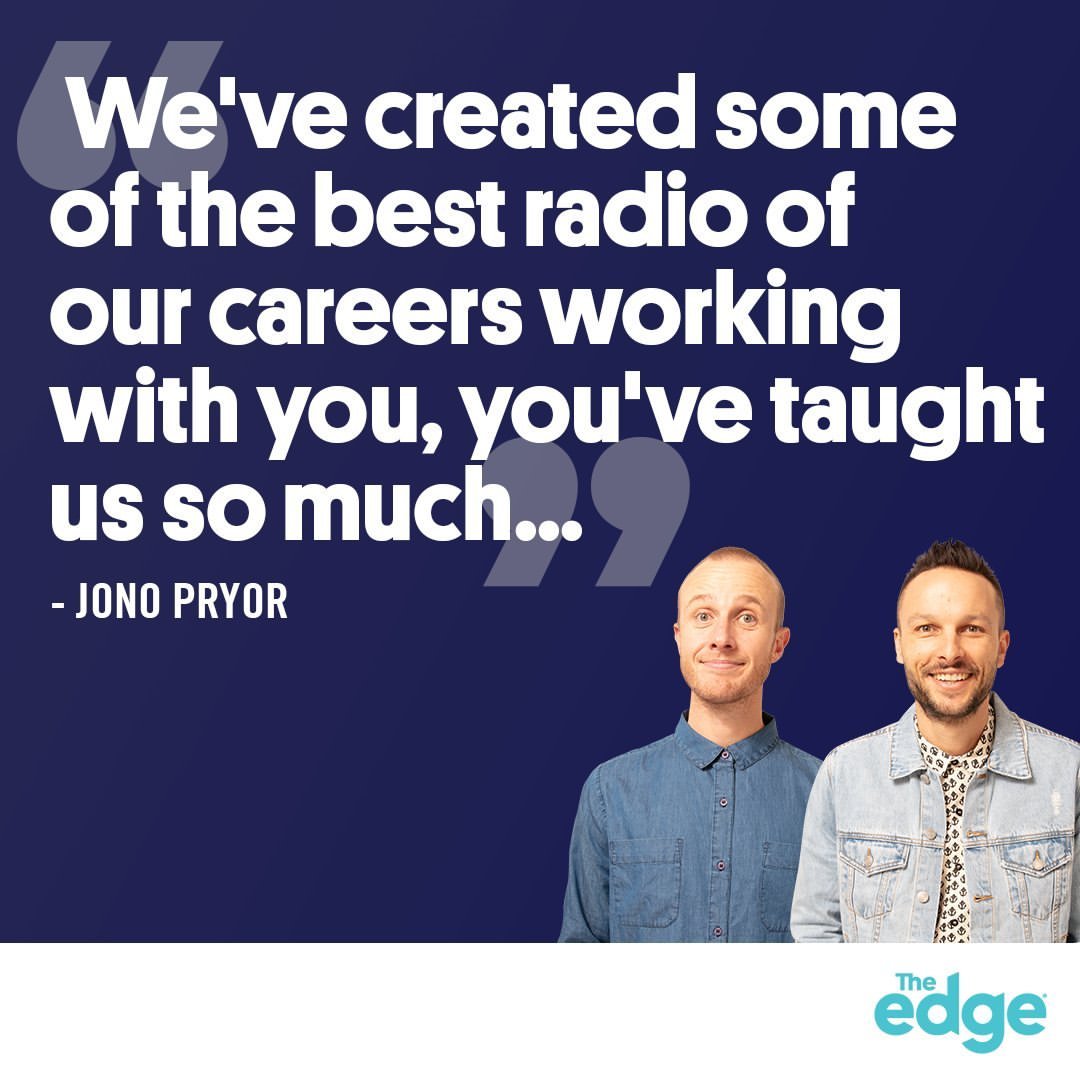 “We've created some
of the best radio of
our careers working
with you, you've taught
us so much...”
- JONO PRYOR
The
edge